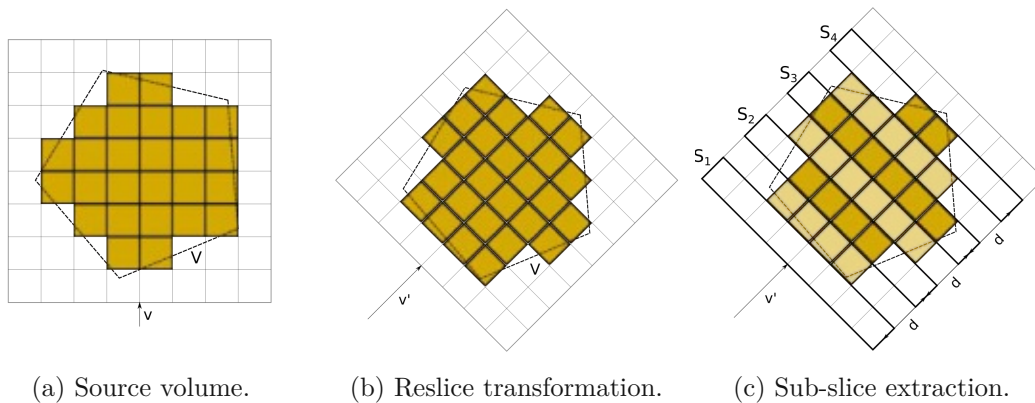 V
v
(a) Source volume.
V
v'
(b) Reslice transformation.
S4
S3
S2
S1
d
d
d
v'
(c) Sub-slice extraction.